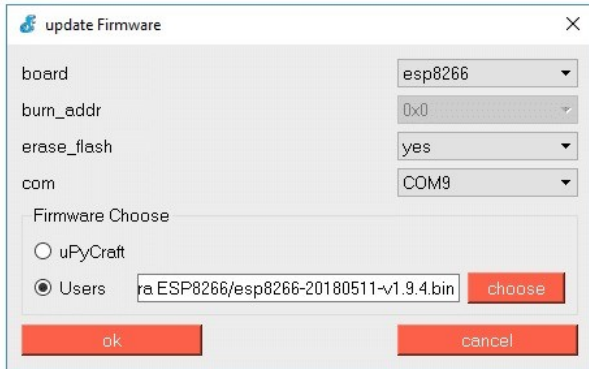 update Firmware
board esp8266
burn_addr 0x0
erase_flash yes
com COM9
Firmware Choose
uPyCraft
Users ra ESP8266/esp8266-20180511-v1.9.4.bin choose
ok cancel